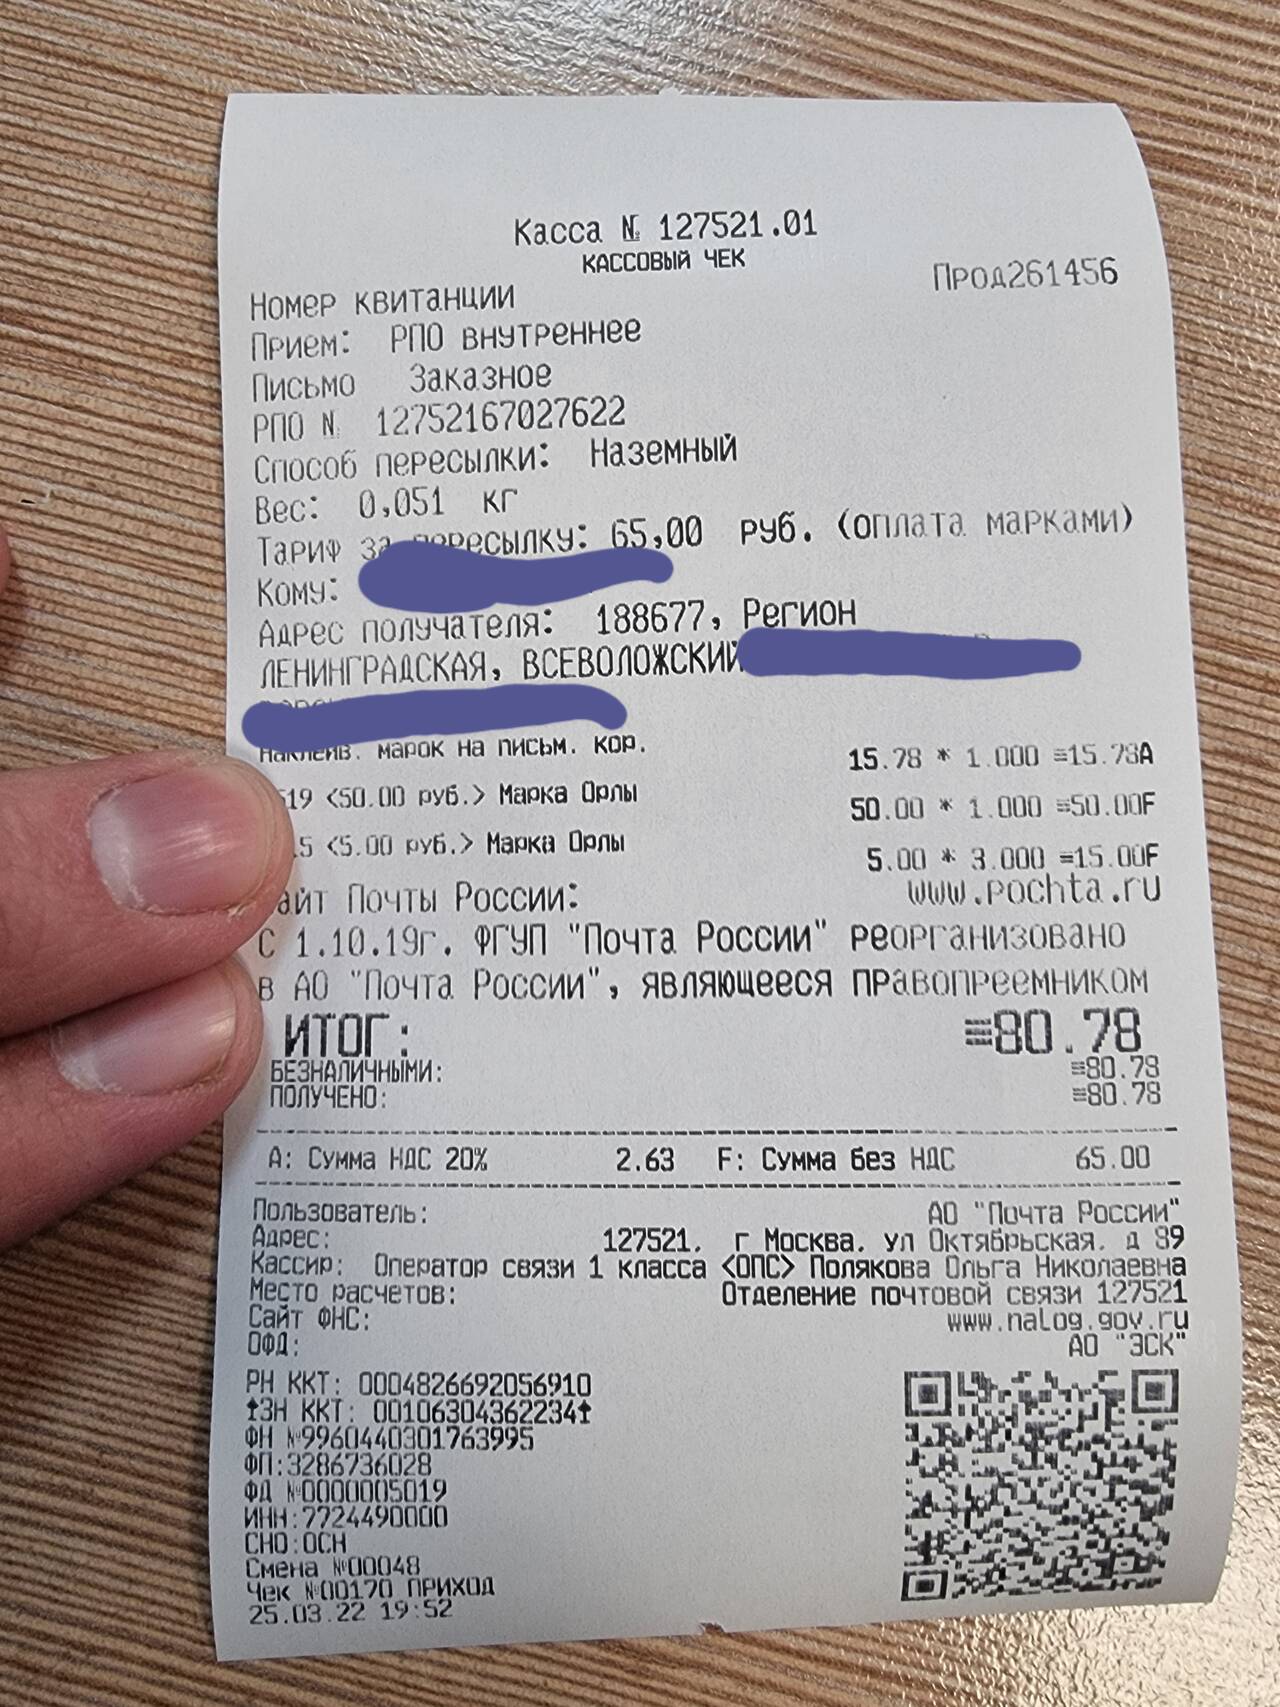 Касса № 127521.01
КАССОВЫЙ ЧЕК
Номер квитанции Прод261456
Прием: РПО внутреннее
Письмо Заказное
РПО № 12752167027622
Способ пересылки: Наземный
Вес: 0,051 кг
Тариф за пересылку: 65,00 руб. (оплата марками)
Кому:
Адрес получателя: 188677, Регион
ЛЕНИНГРАДСКАЯ, ВСЕВОЛОЖСКИЙ
Наклеив. марок на письм. кор.
15.78 * 1.000 ≡15.78А
19 <50.00 руб.> Марка Орлы
50.00 * 1.000 ≡50.00F
5 <5.00 руб.> Марка Орлы
5.00 * 3.000 ≡15.00F
айт Почты России: www.pochta.ru
С 1.10.19г. ФГУП "Почта России" реорганизовано
в АО "Почта России", являющееся правопреемником
ИТОГ: ≡80.78
БЕЗНАЛИЧНЫМИ: ≡80.78
ПОЛУЧЕНО: ≡80.78
А: Сумма НДС 20% 2.63 F: Сумма без НДС 65.00
Пользователь: АО "Почта России"
Адрес: 127521, г Москва, ул Октябрьская, д 89
Кассир: Оператор связи 1 класса <ОПС> Полякова Ольга Николаевна
Место расчетов: Отделение почтовой связи 127521
Сайт ФНС: www.nalog.gov.ru
ОФД: АО "ЭСК"
РН ККТ: 0004826692056910
↑ЗН ККТ: 00106304362234↑
ФН №9960440301763995
ФП:3286736028
ФД №0000005019
ИНН:7724490000
СНО:ОСН
Смена №00048
Чек №00170 ПРИХОД
25.03.22 19:52